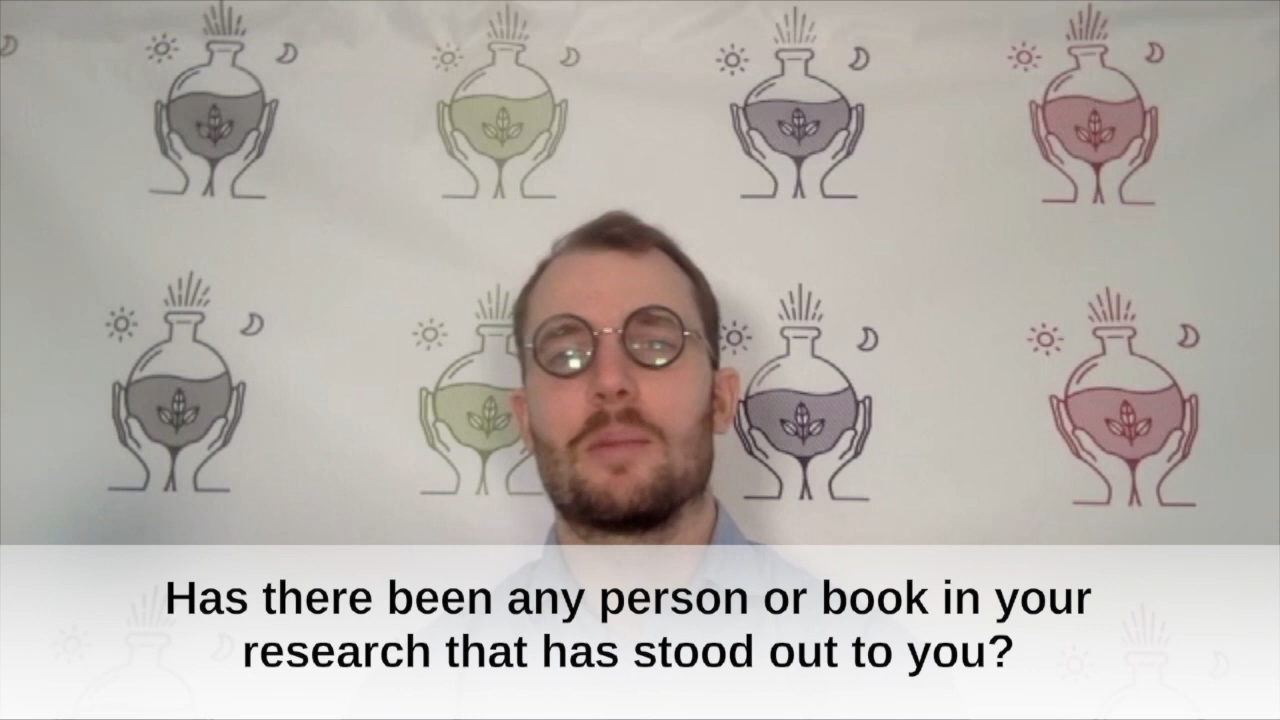 Has there been any person or book in your
research that has stood out to you?